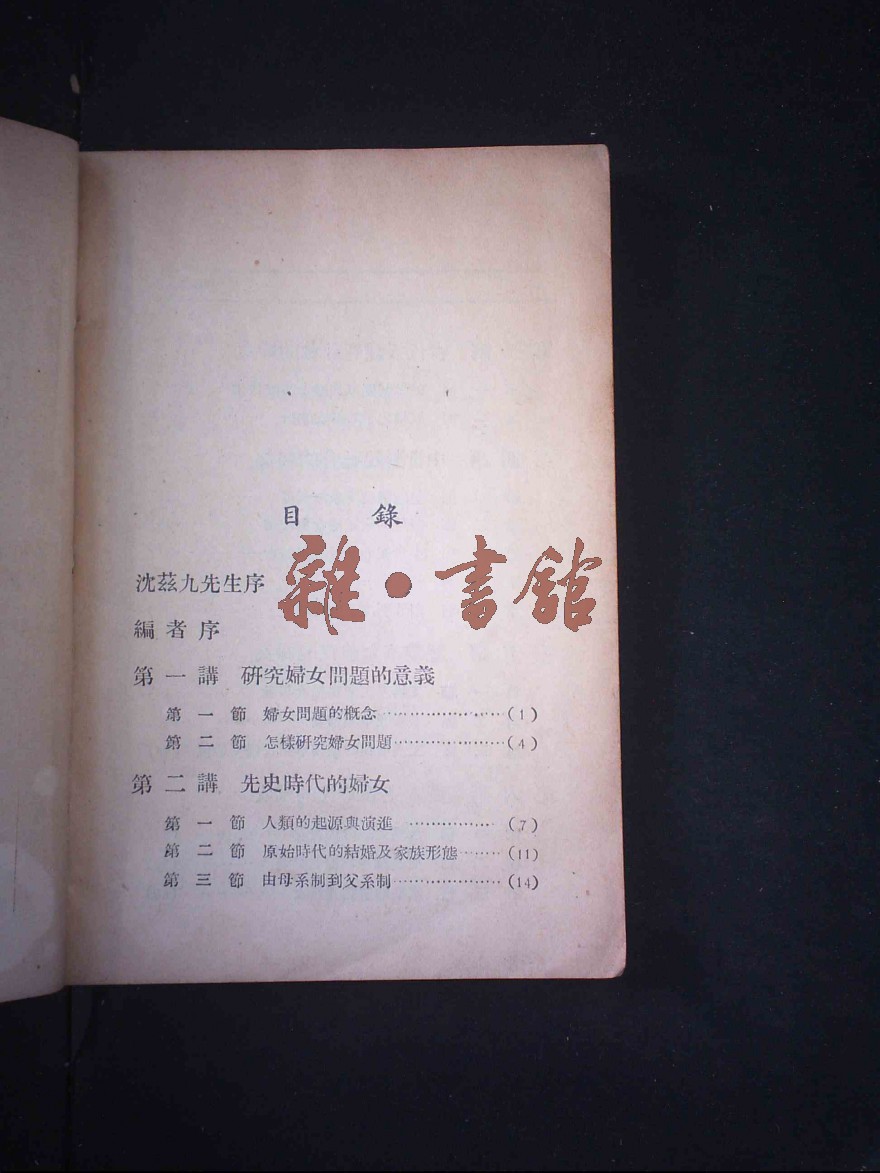 目錄
沈茲九先生序
雜·書館
編者序
第一講 研究婦女問題的意義
第一節 婦女問題的概念…………………(1)
第二節 怎樣研究婦女問題…………………(4)
第二講 先史時代的婦女
第一節 人類的起源與演進………………(7)
第二節 原始時代的結婚及家族形態………(11)
第三節 由母系制到父系制…………………(14)